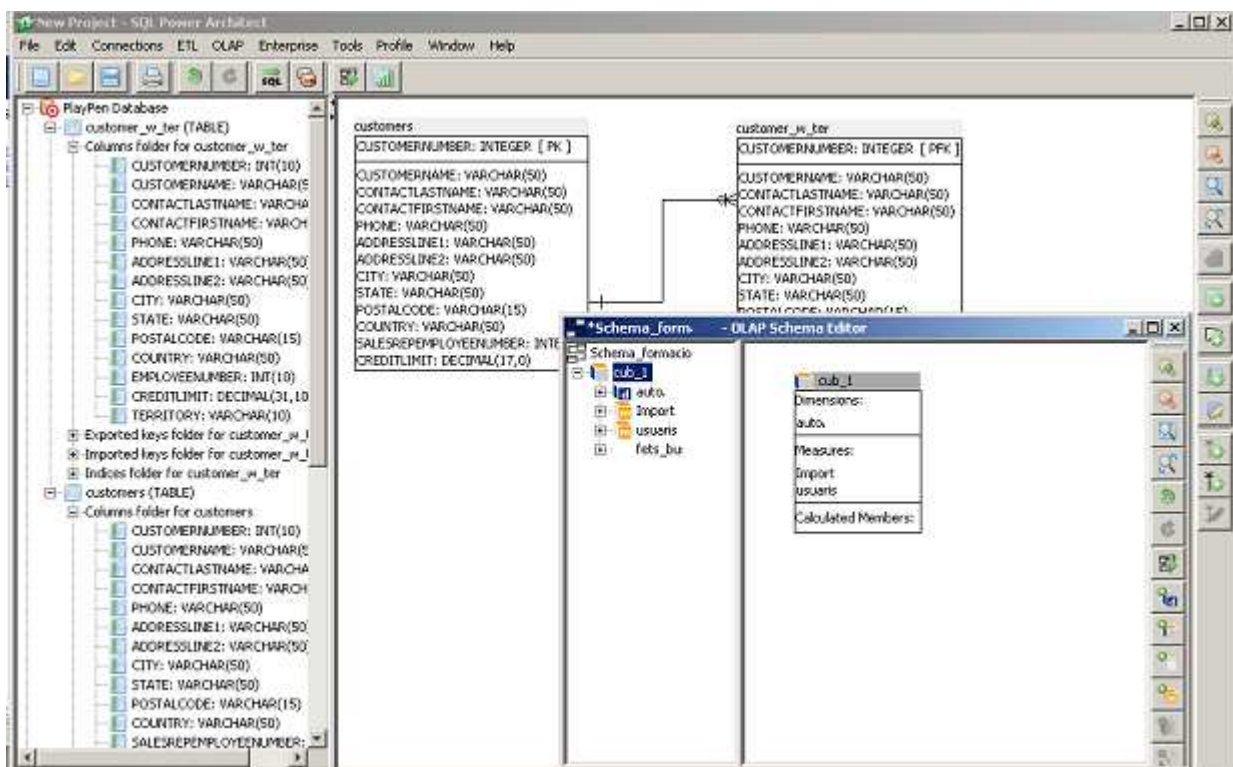 New Project - SQL Power Architect
File Edit Connections ETL OLAP Enterprise Tools Profile Window Help
SQL
PlayPen Database
customer_w_ter (TABLE)
Columns folder for customer_w_ter
CUSTOMERNUMBER: INT(10)
CUSTOMERNAME: VARCHAR(5
CONTACTLASTNAME: VARCHA
CONTACTFIRSTNAME: VARCH
PHONE: VARCHAR(50)
ADDRESSLINE1: VARCHAR(50
ADDRESSLINE2: VARCHAR(50
CITY: VARCHAR(50)
STATE: VARCHAR(50)
POSTALCODE: VARCHAR(15)
COUNTRY: VARCHAR(50)
EMPLOYEENUMBER: INT(10)
CREDITLIMIT: DECIMAL(31,10
TERRITORY: VARCHAR(10)
Exported keys folder for customer_w_t
Imported keys folder for customer_w_t
Indices folder for customer_w_ter
customers (TABLE)
Columns folder for customers
CUSTOMERNUMBER: INT(10)
CUSTOMERNAME: VARCHAR(5
CONTACTLASTNAME: VARCHA
CONTACTFIRSTNAME: VARCH
PHONE: VARCHAR(50)
ADDRESSLINE1: VARCHAR(50
ADDRESSLINE2: VARCHAR(50
CITY: VARCHAR(50)
STATE: VARCHAR(50)
POSTALCODE: VARCHAR(15)
COUNTRY: VARCHAR(50)
SALESREPEMPLOYEENUMBER:
customers
CUSTOMERNUMBER: INTEGER [ PK ]
CUSTOMERNAME: VARCHAR(50)
CONTACTLASTNAME: VARCHAR(50)
CONTACTFIRSTNAME: VARCHAR(50)
PHONE: VARCHAR(50)
ADDRESSLINE1: VARCHAR(50)
ADDRESSLINE2: VARCHAR(50)
CITY: VARCHAR(50)
STATE: VARCHAR(50)
POSTALCODE: VARCHAR(15)
COUNTRY: VARCHAR(50)
SALESREPEMPLOYEENUMBER: INTE
CREDITLIMIT: DECIMAL(17,0)
customer_w_ter
CUSTOMERNUMBER: INTEGER [ PFK ]
CUSTOMERNAME: VARCHAR(50)
CONTACTLASTNAME: VARCHAR(50)
CONTACTFIRSTNAME: VARCHAR(50)
PHONE: VARCHAR(50)
ADDRESSLINE1: VARCHAR(50)
ADDRESSLINE2: VARCHAR(50)
CITY: VARCHAR(50)
STATE: VARCHAR(50)
POSTALCODE: VARCHAR(15)
*Schema_form - OLAP Schema Editor
Schema_formacio
cub_1
auto.
Import
usuaris
fets_bu
cub_1
Dimensions:
auto.
Measures:
Import
usuaris
Calculated Members: